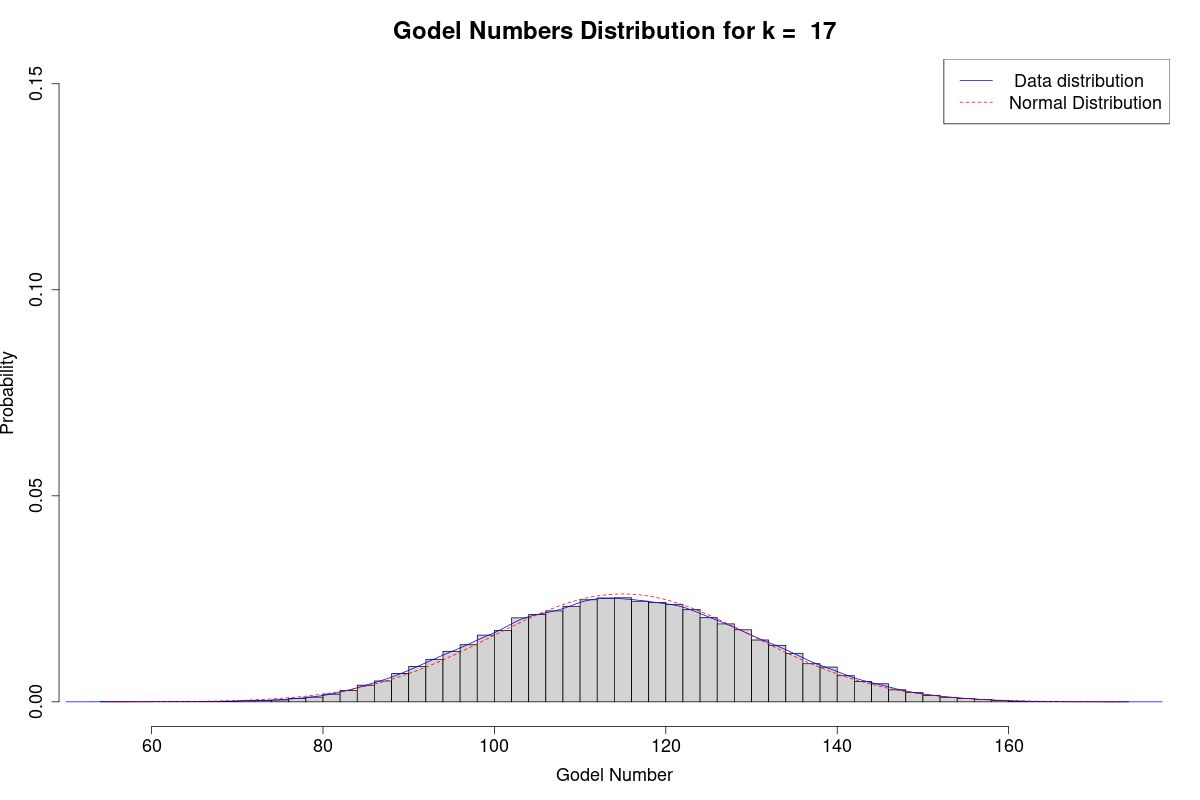 Godel Numbers Distribution for k =  17
Data distribution
Normal Distribution
0.15
0.10
0.05
0.00
Probability
60 80 100 120 140 160
Godel Number